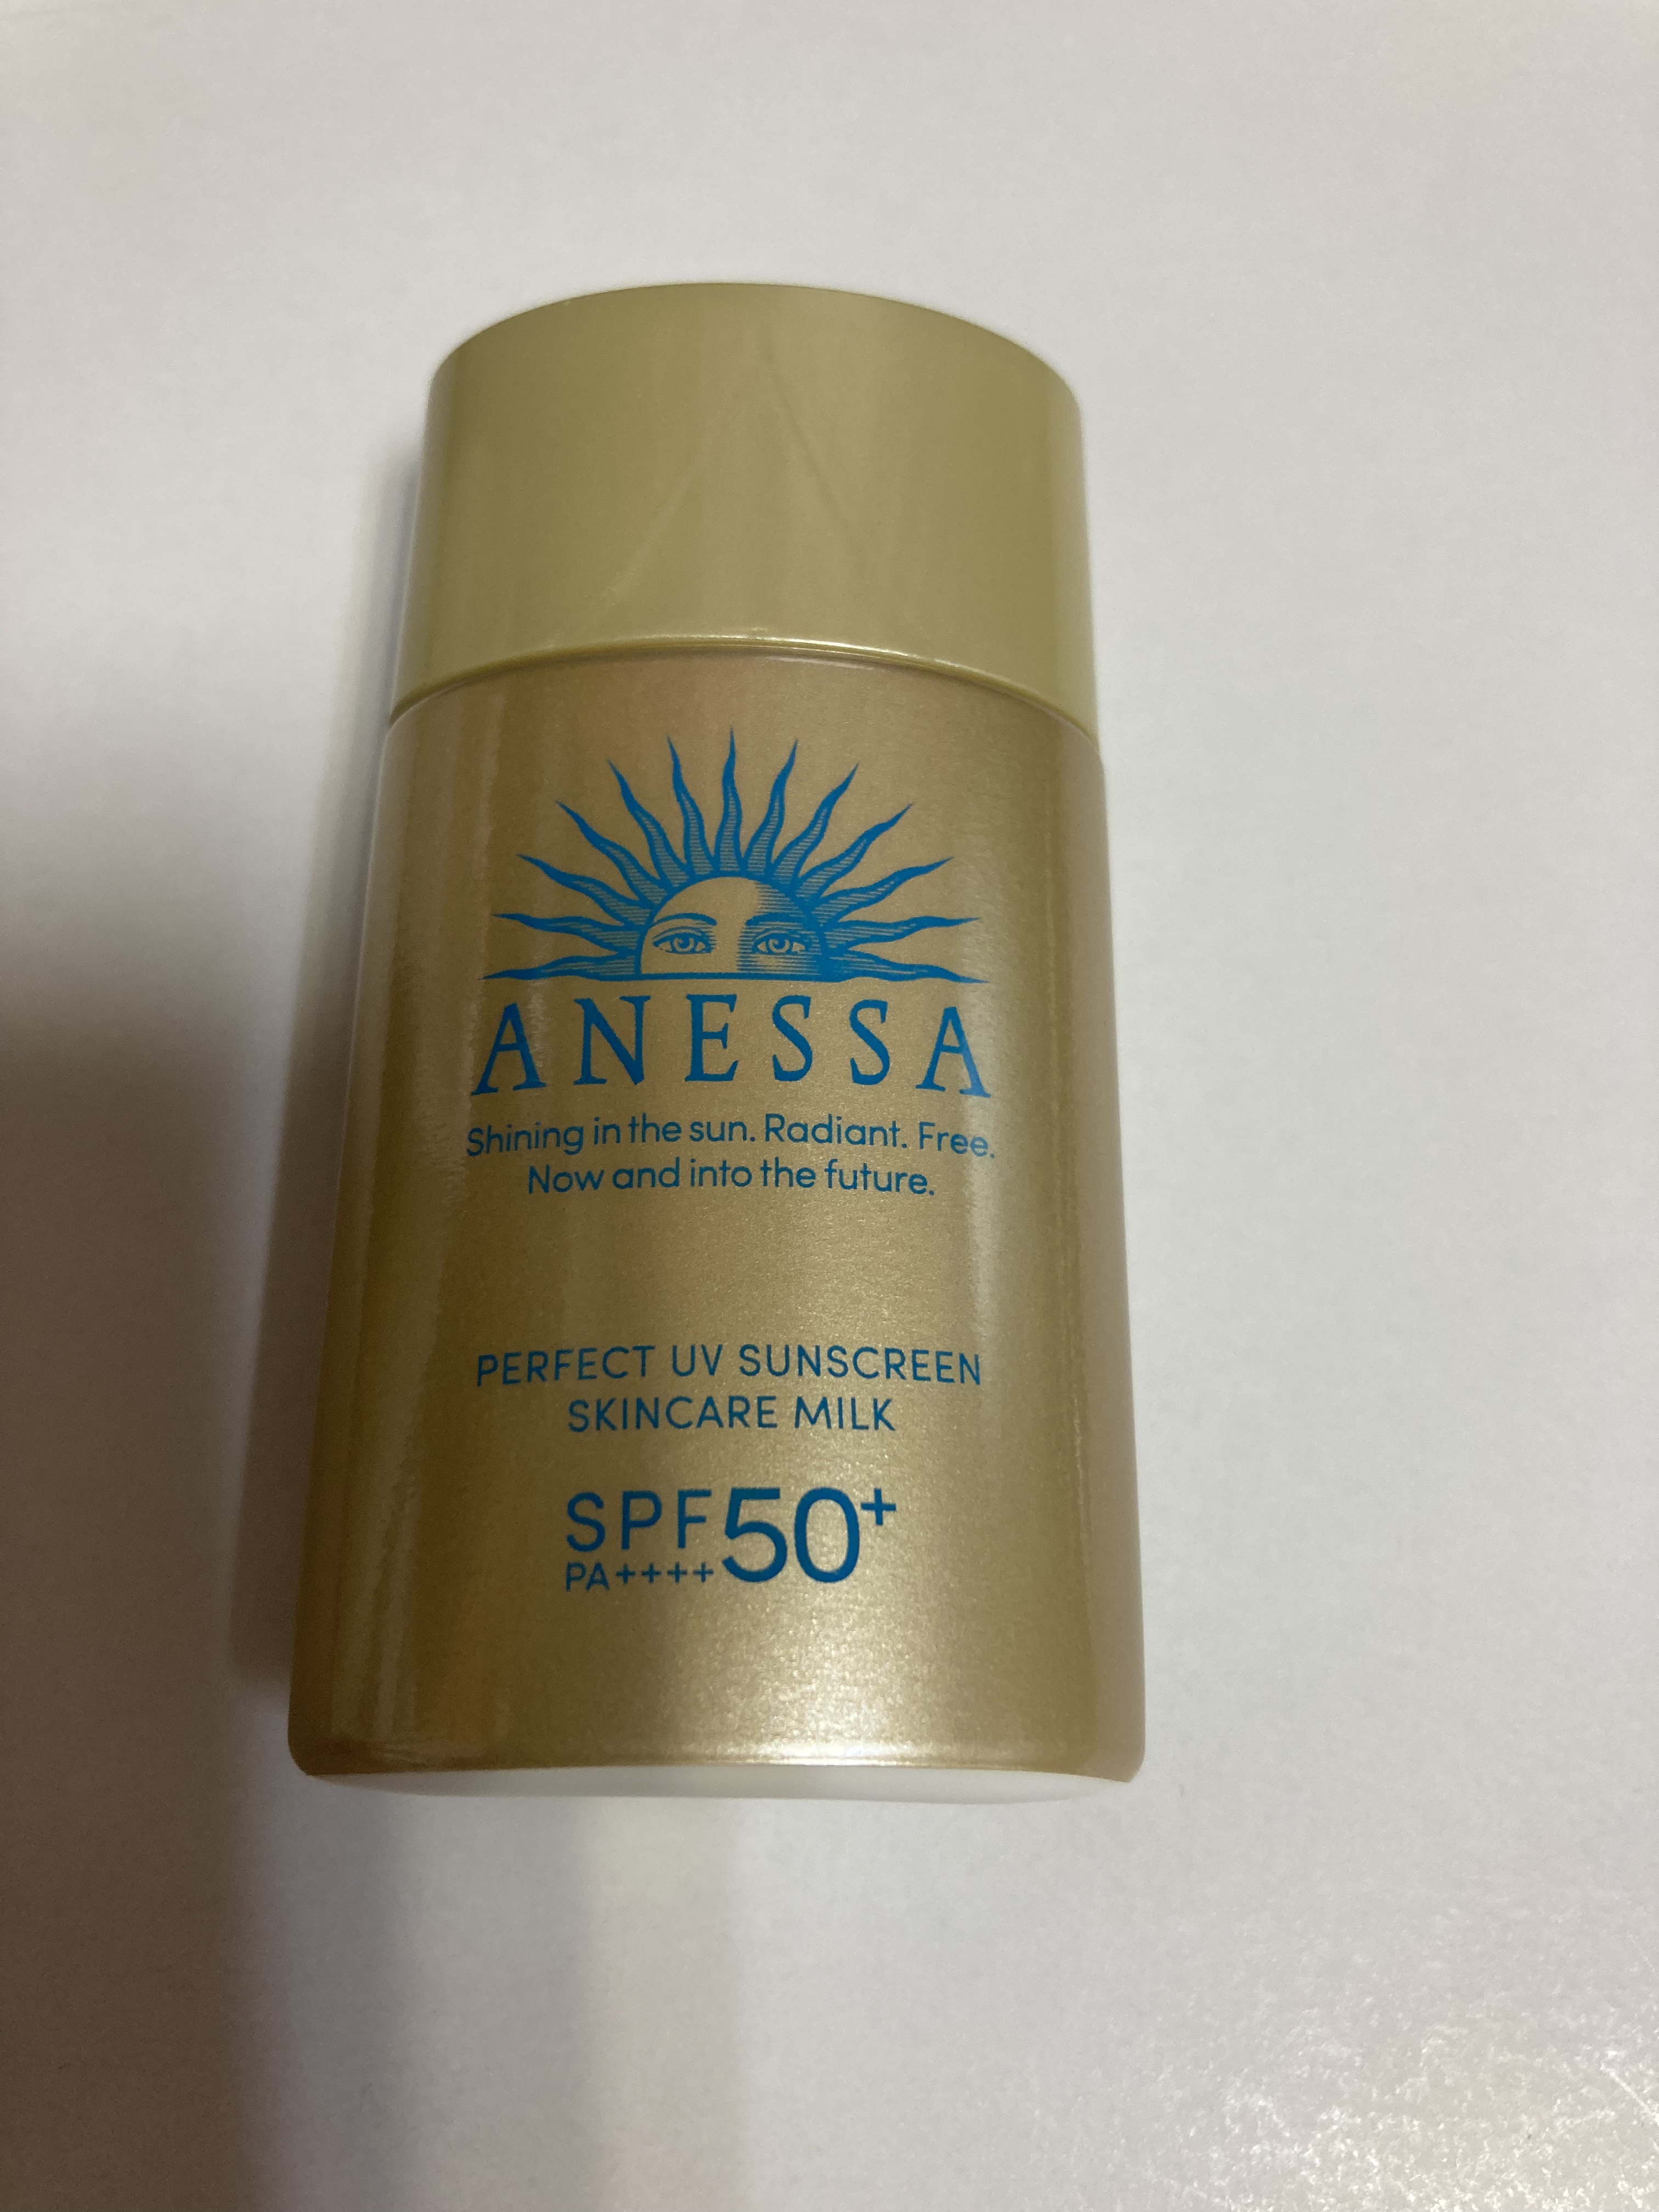 ANESSA
Shining in the sun. Radiant. Free.
Now and into the future.
PERFECT UV SUNSCREEN
SKINCARE MILK
SPF50+
PA++++